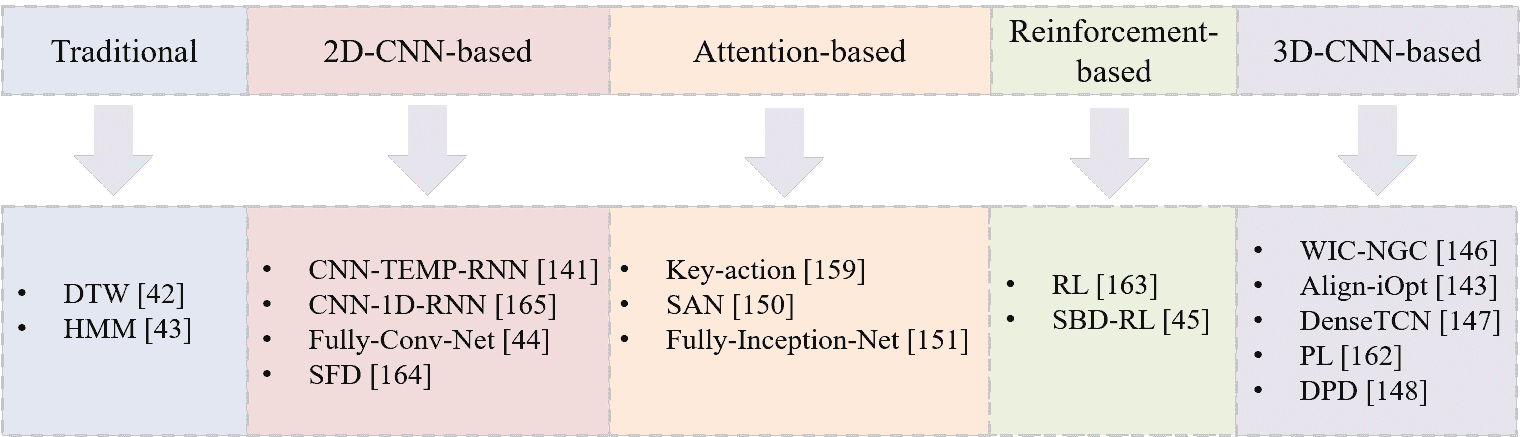 Traditional
2D-CNN-based
Attention-based
Reinforcement-
based
3D-CNN-based
• DTW [42]
• HMM [43]
• CNN-TEMP-RNN [141]
• CNN-1D-RNN [165]
• Fully-Conv-Net [44]
• SFD [164]
• Key-action [159]
• SAN [150]
• Fully-Inception-Net [151]
• RL [163]
• SBD-RL [45]
• WIC-NGC [146]
• Align-iOpt [143]
• DenseTCN [147]
• PL [162]
• DPD [148]